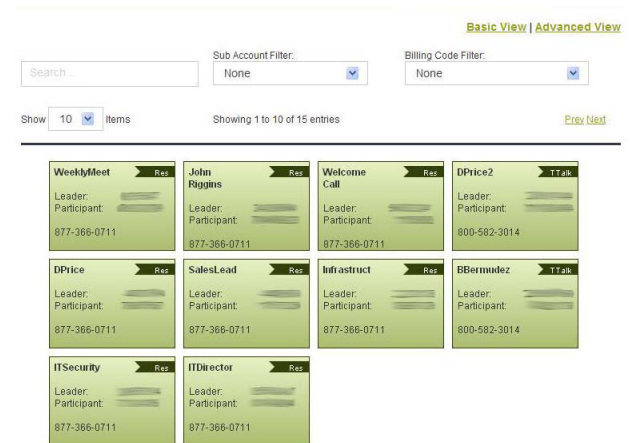 Basic View | Advanced View
Sub Account Filter:
Billing Code Filter:
Search...
None
None
Show 10 Items
Showing 1 to 10 of 15 entries
Prev Next
WeeklyMeet Res
Leader:
Participant:
877-366-0711
John Riggins Res
Leader:
Participant:
877-366-0711
Welcome Call Res
Leader:
Participant:
877-366-0711
DPrice2 TTalk
Leader:
Participant:
800-582-3014
DPrice Res
Leader:
Participant:
877-366-0711
SalesLead Res
Leader:
Participant:
877-366-0711
Infrastruct Res
Leader:
Participant:
877-366-0711
BBermudez TTalk
Leader:
Participant:
800-582-3014
ITSecurity Res
Leader:
Participant:
877-366-0711
ITDirector Res
Leader:
Participant:
877-366-0711